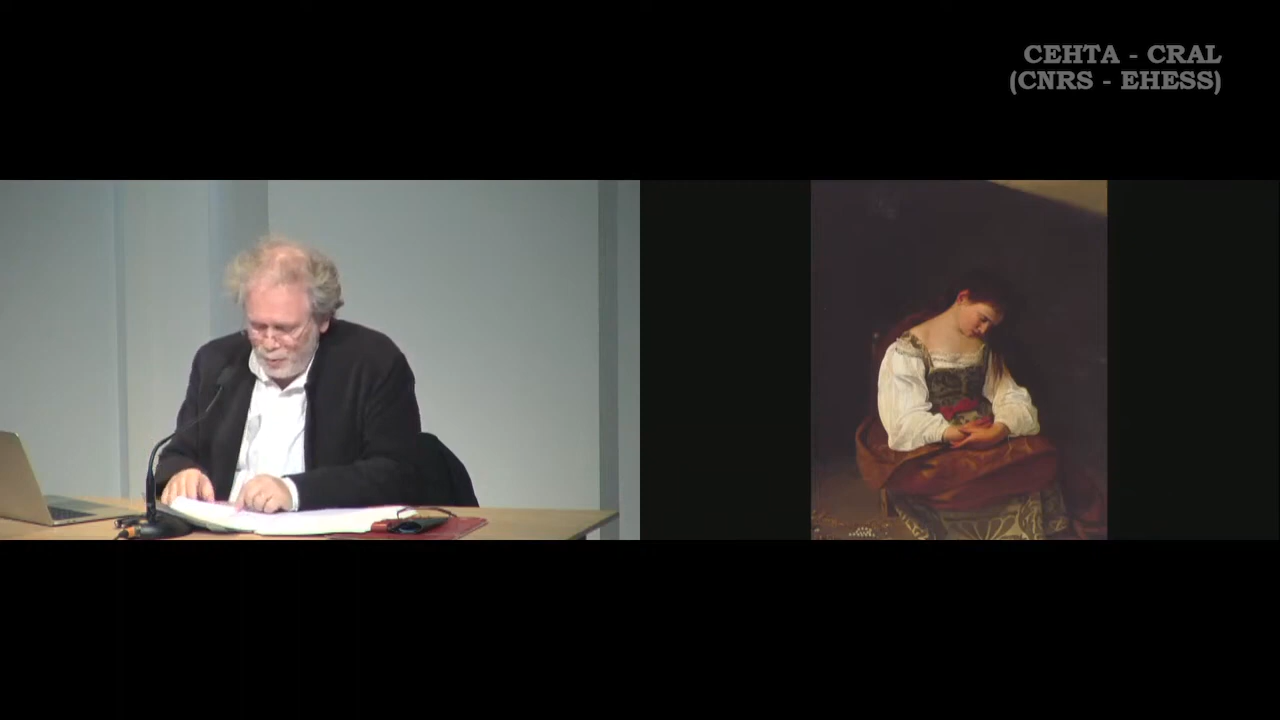 CEHTA - CRAL
(CNRS - EHESS)